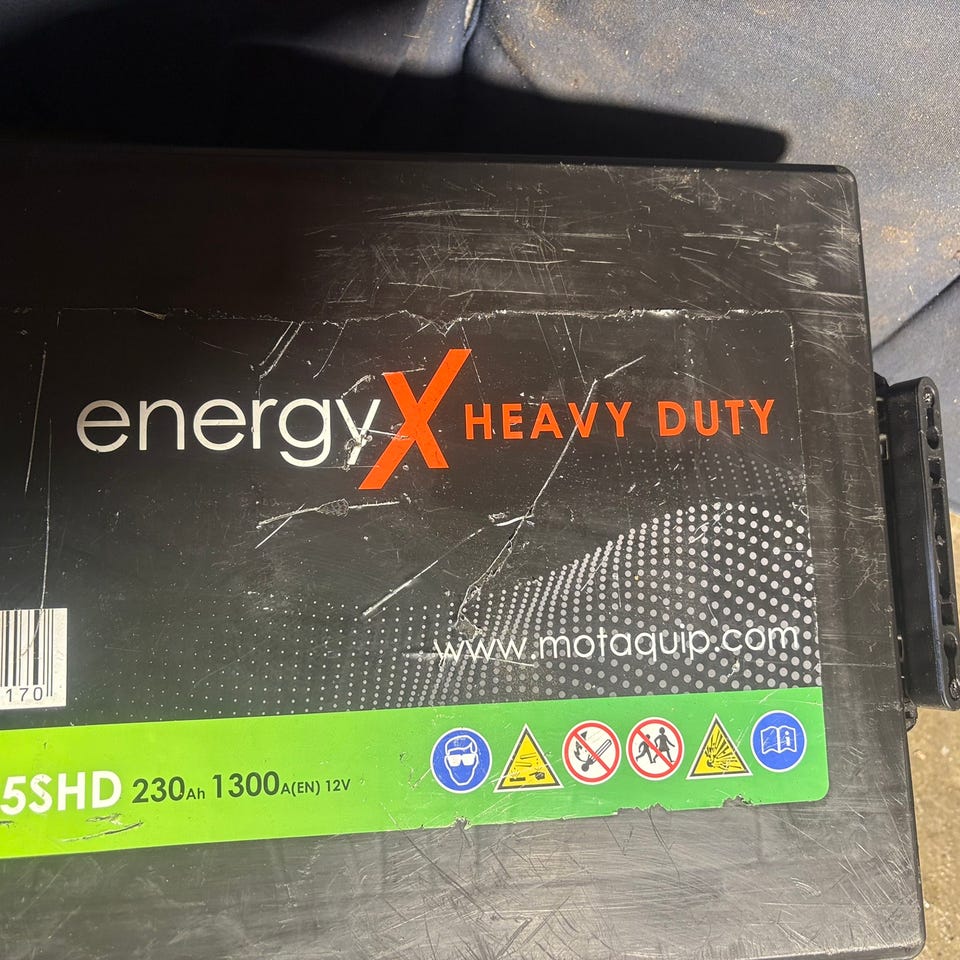 energyX HEAVY DUTY
www.motaquip.com
170
5SHD 230Ah 1300A(EN) 12V